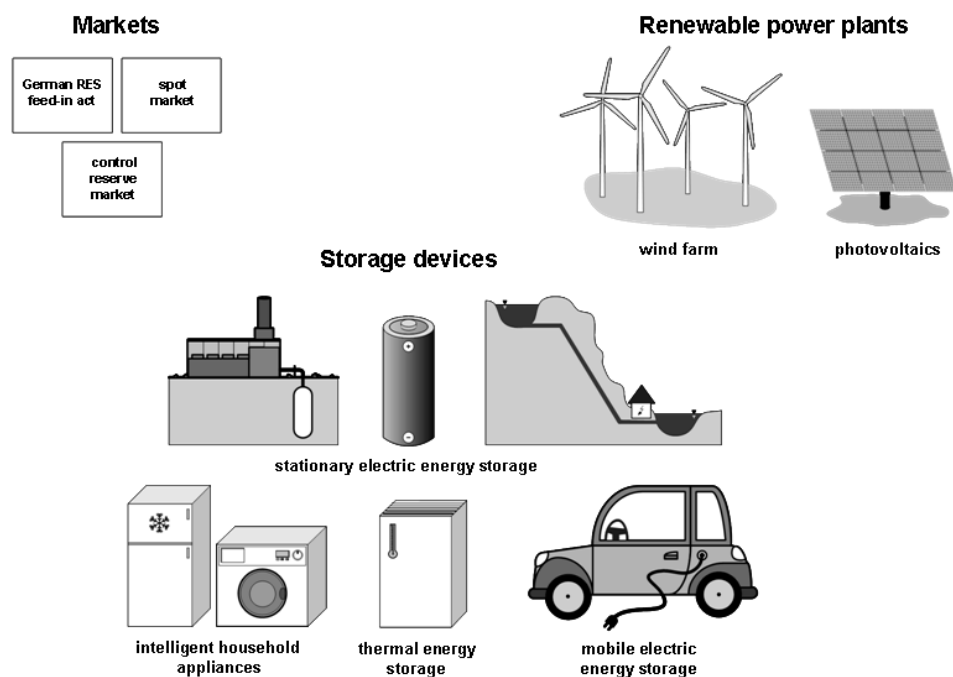 Markets
Renewable power plants
German RES
feed-in act
spot
market
control
reserve
market
wind farm
photovoltaics
Storage devices
+
−
stationary electric energy storage
intelligent household
appliances
thermal energy
storage
mobile electric
energy storage